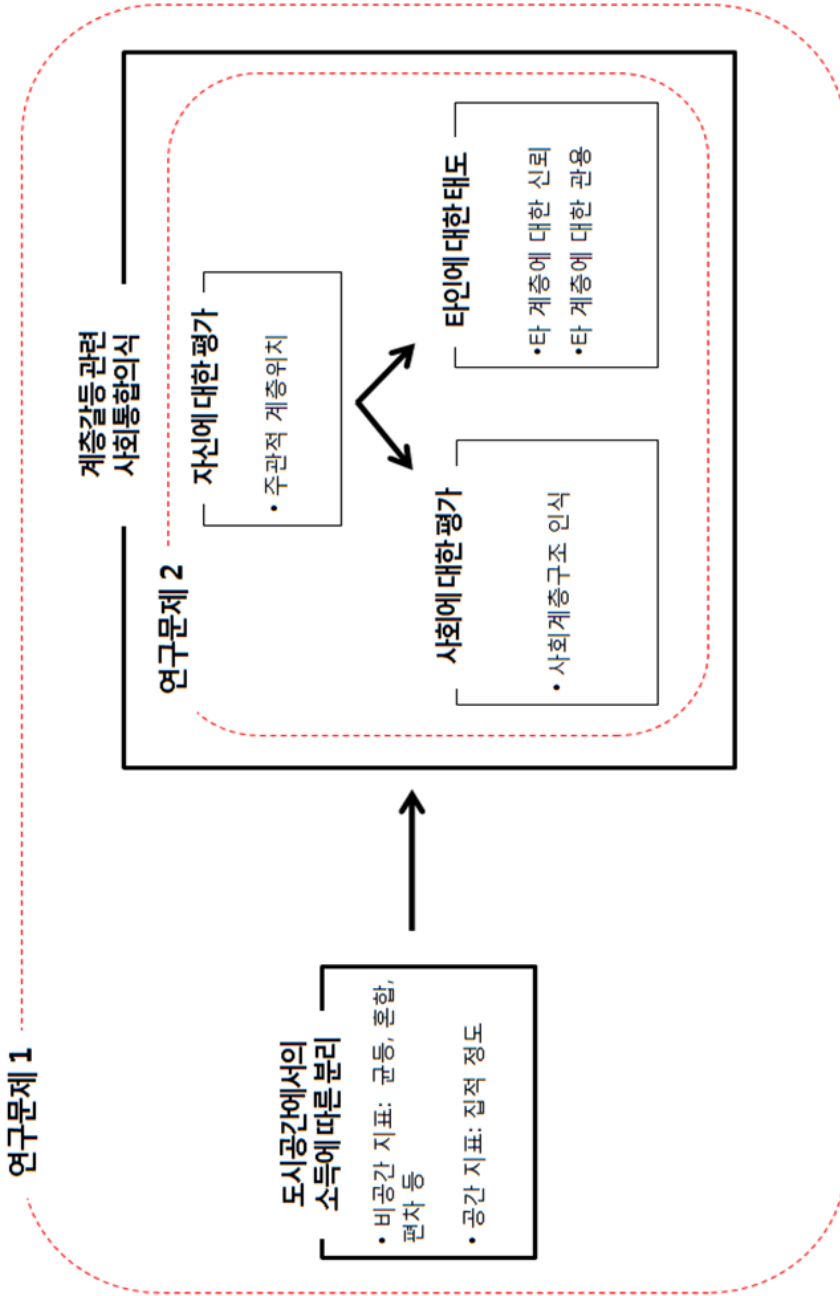 연구문제 1
도시공간에서의
소득에 따른 분리
• 비공간 지표: 균등, 혼합,
편차 등
• 공간 지표: 집적 정도
계층갈등 관련
사회통합의식
연구문제 2
자신에 대한 평가
• 주관적 계층위치
사회에 대한 평가
• 사회계층구조 인식
타인에 대한 태도
•타 계층에 대한 신뢰
•타 계층에 대한 관용